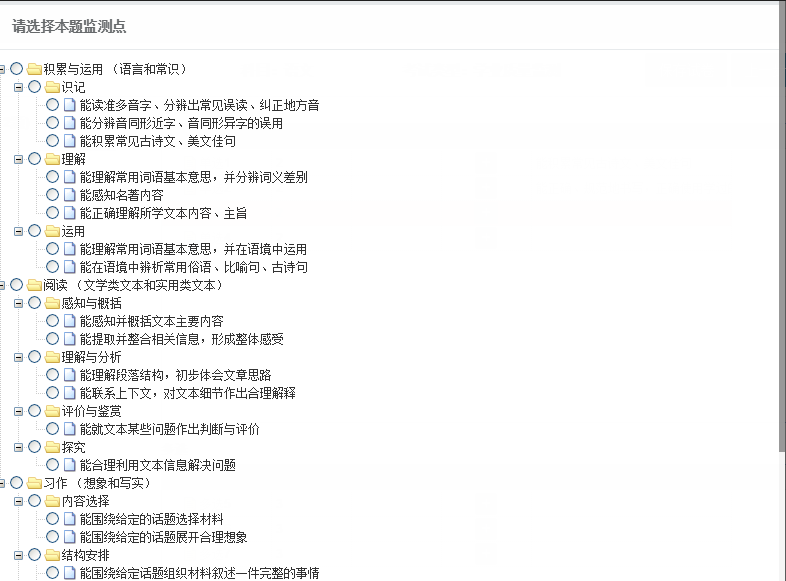 请选择本题监测点
积累与运用（语言和常识）
识记
能读准多音字、分辨出常见误读、纠正地方音
能分辨音同形近字、音同形异字的误用
能积累常见古诗文、美文佳句
理解
能理解常用词语基本意思，并分辨词义差别
能感知名著内容
能正确理解所学文本内容、主旨
运用
能理解常用词语基本意思，并在语境中运用
能在语境中辨析常用俗语、比喻句、古诗句
阅读（文学类文本和实用类文本）
感知与概括
能感知并概括文本主要内容
能提取并整合相关信息，形成整体感受
理解与分析
能理解段落结构，初步体会文章思路
能联系上下文，对文本细节作出合理解释
评价与鉴赏
能就文本某些问题作出判断与评价
探究
能合理利用文本信息解决问题
习作（想象和写实）
内容选择
能围绕给定的话题选择材料
能围绕给定的话题展开合理想象
结构安排
能围绕给定话题组织材料叙述一件完整的事情